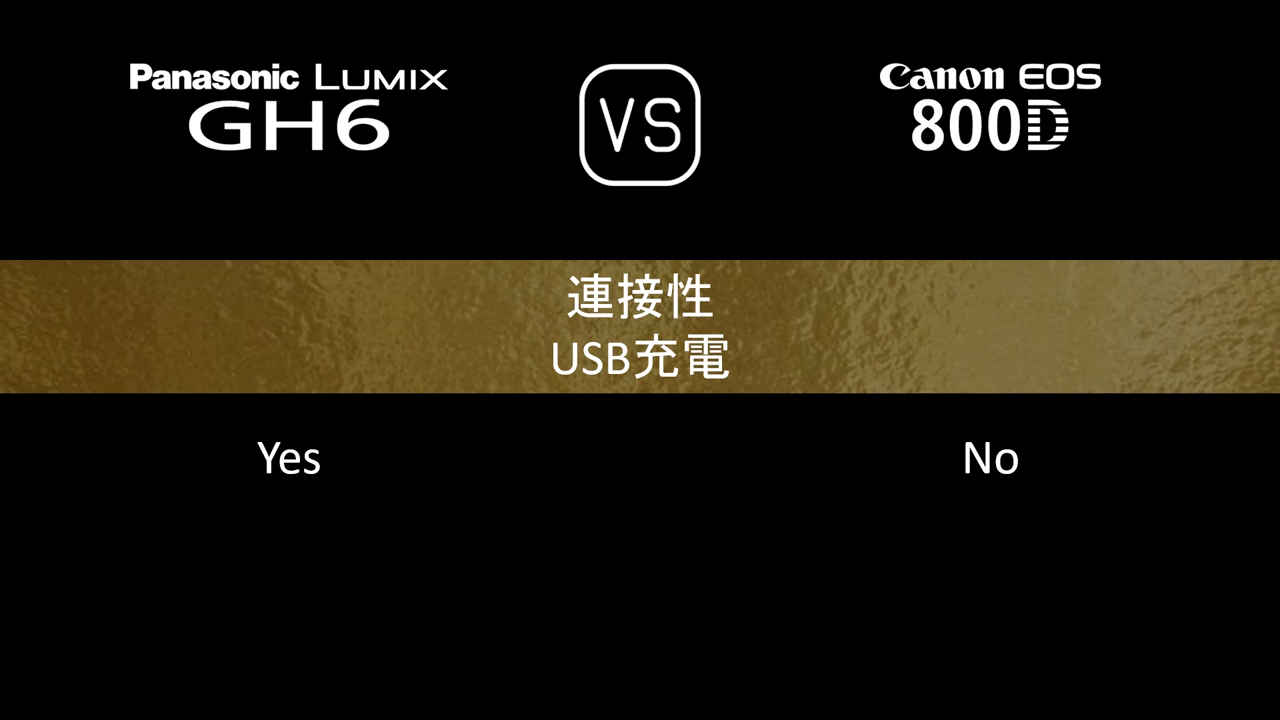 Panasonic LUMIX
GH6
VS
Canon EOS
800D
連接性
USB充電
Yes
No